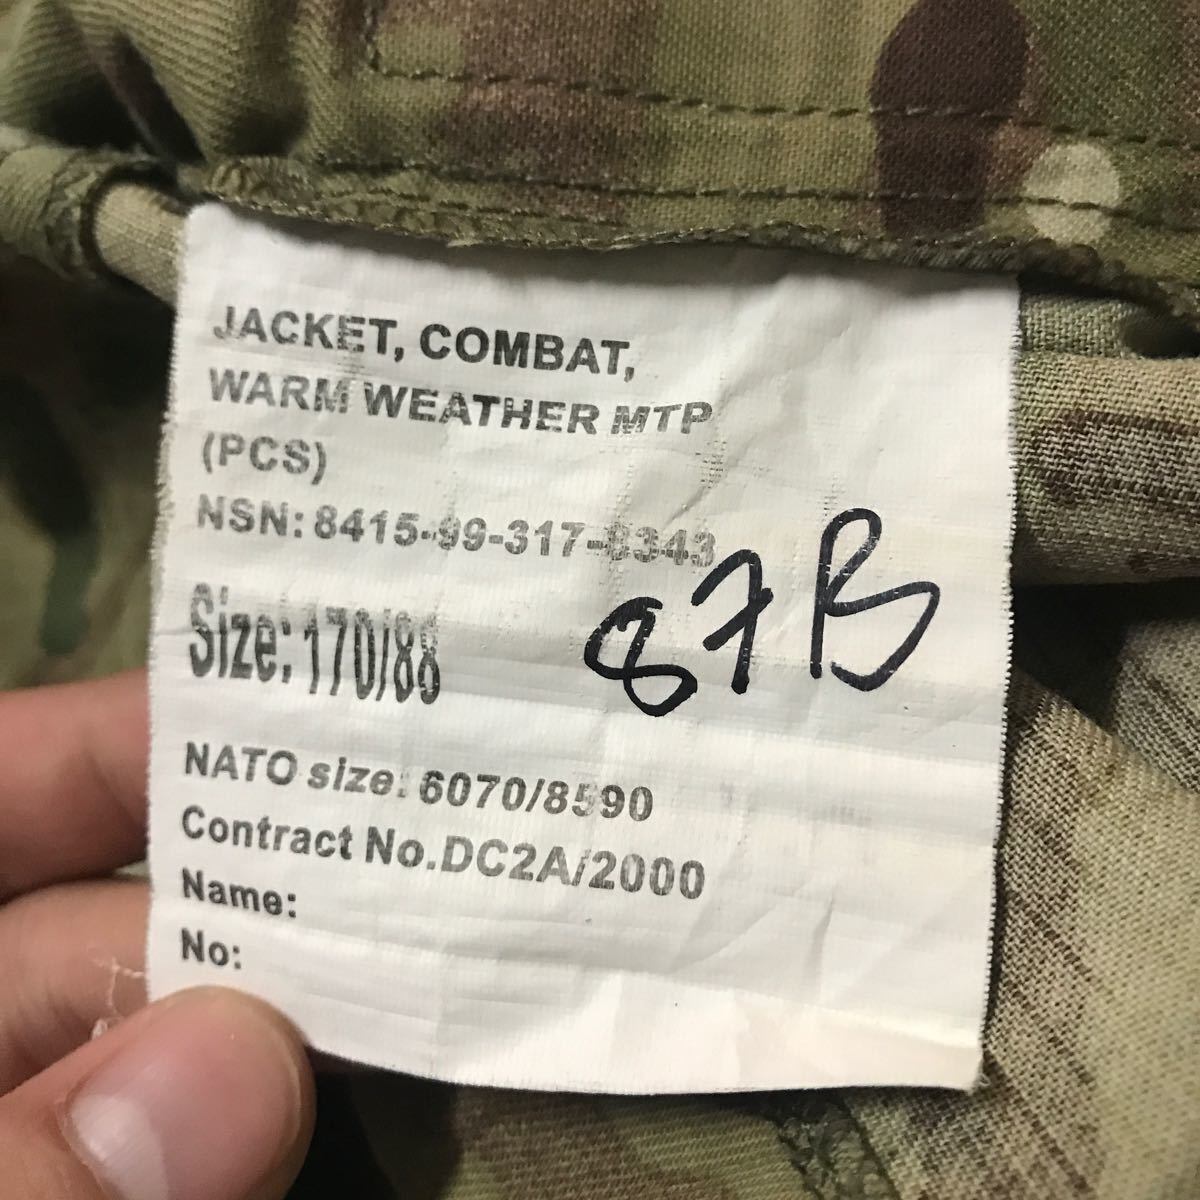 JACKET, COMBAT,
WARM WEATHER MTP
(PCS)
NSN: 8415-99-317-8343
87B
Size: 170/88
NATO size: 6070/8590
Contract No.DC2A/2000
Name:
No: